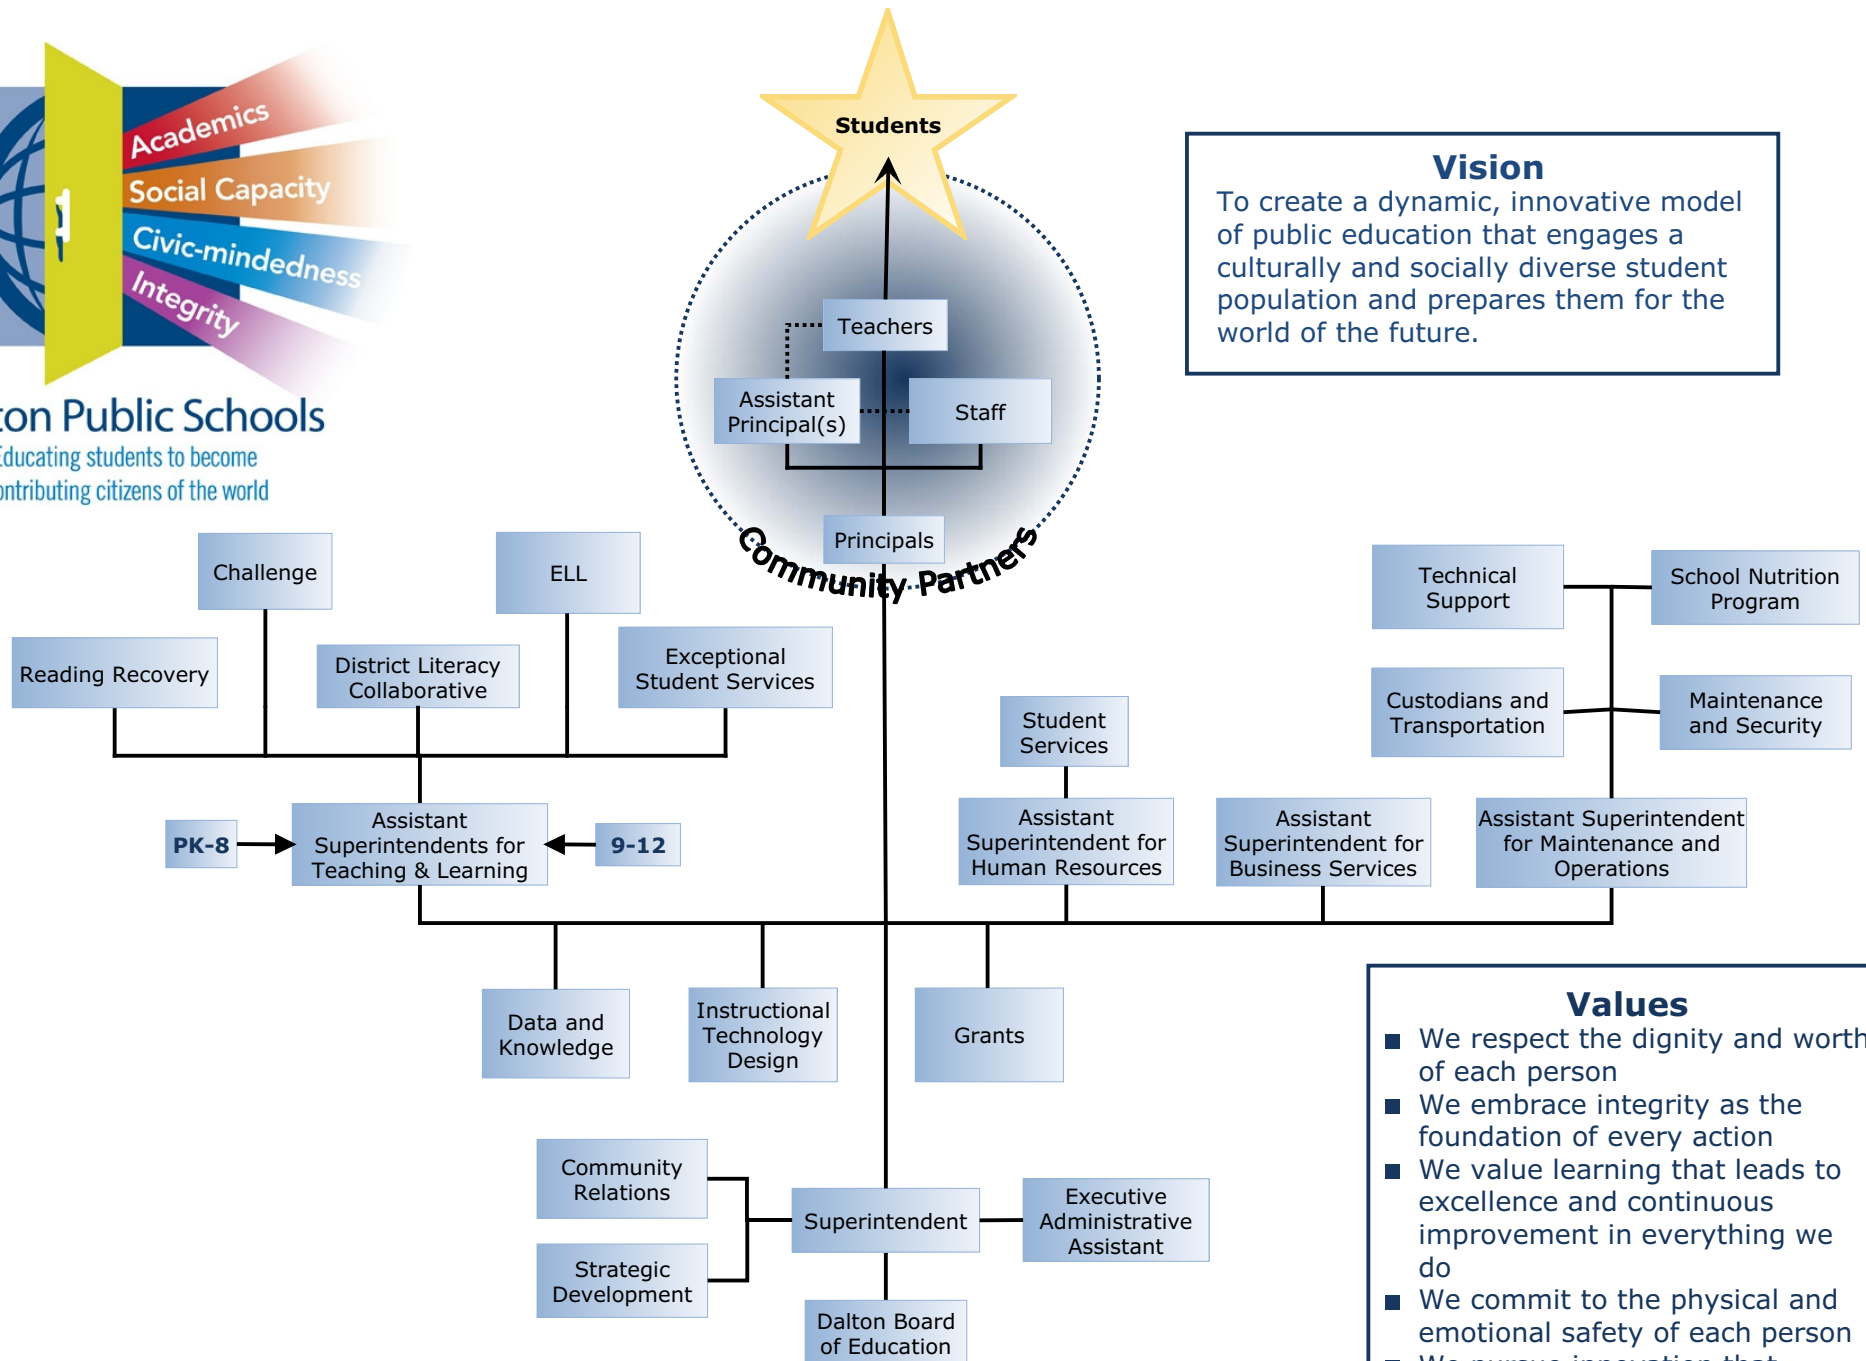 Academics
Social Capacity
Civic-mindedness
Integrity
ton Public Schools
Educating students to become
ontributing citizens of the world
Students
Vision
To create a dynamic, innovative model
of public education that engages a
culturally and socially diverse student
population and prepares them for the
world of the future.
Teachers
Assistant
Principal(s)
Staff
Principals
Community Partners
Challenge
ELL
Reading Recovery
District Literacy
Collaborative
Exceptional
Student Services
Technical
Support
School Nutrition
Program
Custodians and
Transportation
Maintenance
and Security
Student
Services
PK-8
Assistant
Superintendents for
Teaching & Learning
9-12
Assistant
Superintendent for
Human Resources
Assistant
Superintendent for
Business Services
Assistant Superintendent
for Maintenance and
Operations
Data and
Knowledge
Instructional
Technology
Design
Grants
Community
Relations
Strategic
Development
Superintendent
Executive
Administrative
Assistant
Dalton Board
of Education
Values
■ We respect the dignity and worth
of each person
■ We embrace integrity as the
foundation of every action
■ We value learning that leads to
excellence and continuous
improvement in everything we
do
■ We commit to the physical and
emotional safety of each person
■ We pursue innovation that